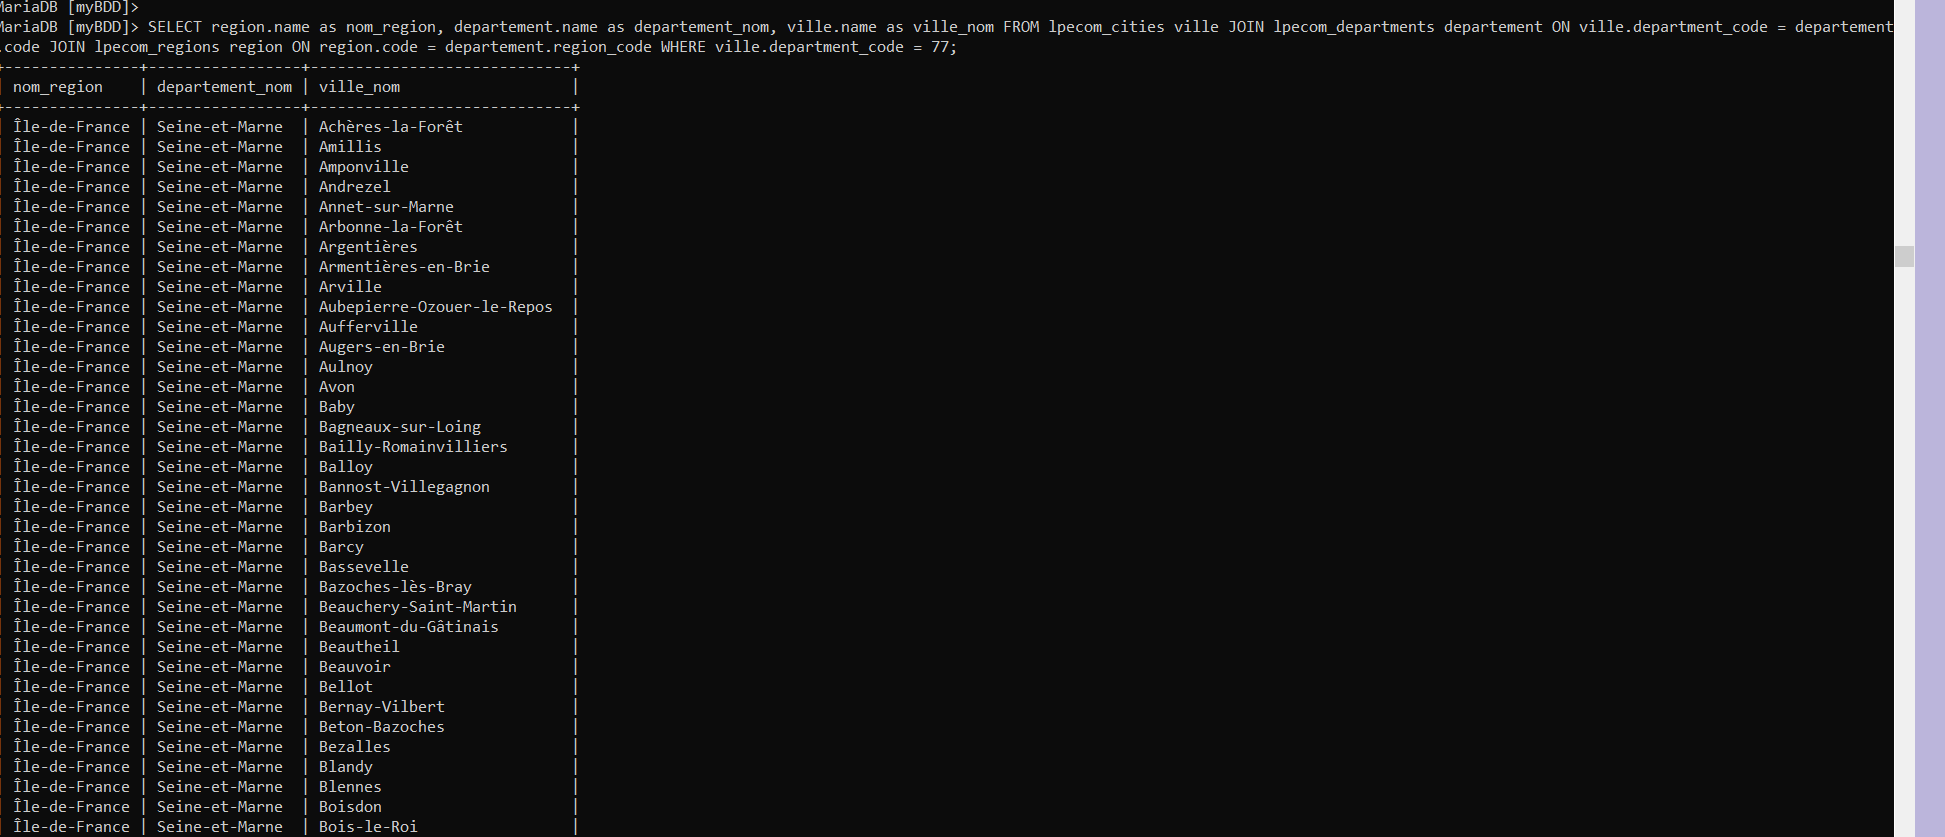 MariaDB [myBDD]>
MariaDB [myBDD]> SELECT region.name as nom_region, departement.name as departement_nom, ville.name as ville_nom FROM lpecom_cities ville JOIN lpecom_departments departement ON ville.department_code = departement
.code JOIN lpecom_regions region ON region.code = departement.region_code WHERE ville.department_code = 77;
+---------------+-----------------+-----------------------------+
| nom_region    | departement_nom | ville_nom                   |
+---------------+-----------------+-----------------------------+
| Île-de-France | Seine-et-Marne  | Achères-la-Forêt            |
| Île-de-France | Seine-et-Marne  | Amillis                     |
| Île-de-France | Seine-et-Marne  | Amponville                  |
| Île-de-France | Seine-et-Marne  | Andrezel                    |
| Île-de-France | Seine-et-Marne  | Annet-sur-Marne             |
| Île-de-France | Seine-et-Marne  | Arbonne-la-Forêt            |
| Île-de-France | Seine-et-Marne  | Argentières                 |
| Île-de-France | Seine-et-Marne  | Armentières-en-Brie         |
| Île-de-France | Seine-et-Marne  | Arville                     |
| Île-de-France | Seine-et-Marne  | Aubepierre-Ozouer-le-Repos  |
| Île-de-France | Seine-et-Marne  | Aufferville                 |
| Île-de-France | Seine-et-Marne  | Augers-en-Brie              |
| Île-de-France | Seine-et-Marne  | Aulnoy                      |
| Île-de-France | Seine-et-Marne  | Avon                        |
| Île-de-France | Seine-et-Marne  | Baby                        |
| Île-de-France | Seine-et-Marne  | Bagneaux-sur-Loing          |
| Île-de-France | Seine-et-Marne  | Bailly-Romainvilliers       |
| Île-de-France | Seine-et-Marne  | Balloy                      |
| Île-de-France | Seine-et-Marne  | Bannost-Villegagnon         |
| Île-de-France | Seine-et-Marne  | Barbey                      |
| Île-de-France | Seine-et-Marne  | Barbizon                    |
| Île-de-France | Seine-et-Marne  | Barcy                       |
| Île-de-France | Seine-et-Marne  | Bassevelle                  |
| Île-de-France | Seine-et-Marne  | Bazoches-lès-Bray           |
| Île-de-France | Seine-et-Marne  | Beauchery-Saint-Martin      |
| Île-de-France | Seine-et-Marne  | Beaumont-du-Gâtinais        |
| Île-de-France | Seine-et-Marne  | Beautheil                   |
| Île-de-France | Seine-et-Marne  | Beauvoir                    |
| Île-de-France | Seine-et-Marne  | Bellot                      |
| Île-de-France | Seine-et-Marne  | Bernay-Vilbert              |
| Île-de-France | Seine-et-Marne  | Beton-Bazoches              |
| Île-de-France | Seine-et-Marne  | Bezalles                    |
| Île-de-France | Seine-et-Marne  | Blandy                      |
| Île-de-France | Seine-et-Marne  | Blennes                     |
| Île-de-France | Seine-et-Marne  | Boisdon                     |
| Île-de-France | Seine-et-Marne  | Bois-le-Roi                 |